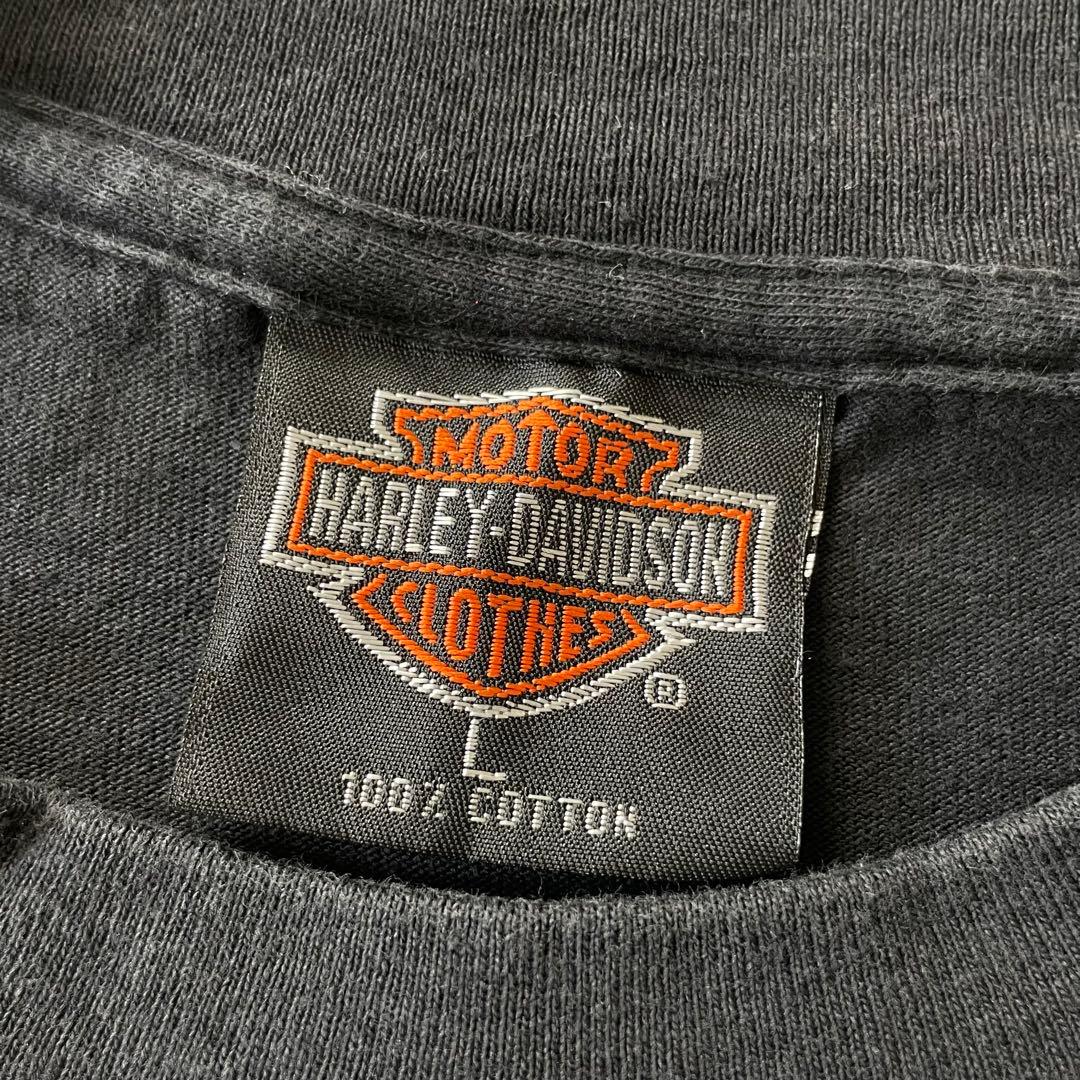 MOTOR
HARLEY-DAVIDSON
CLOTHES
®
L
100% COTTON